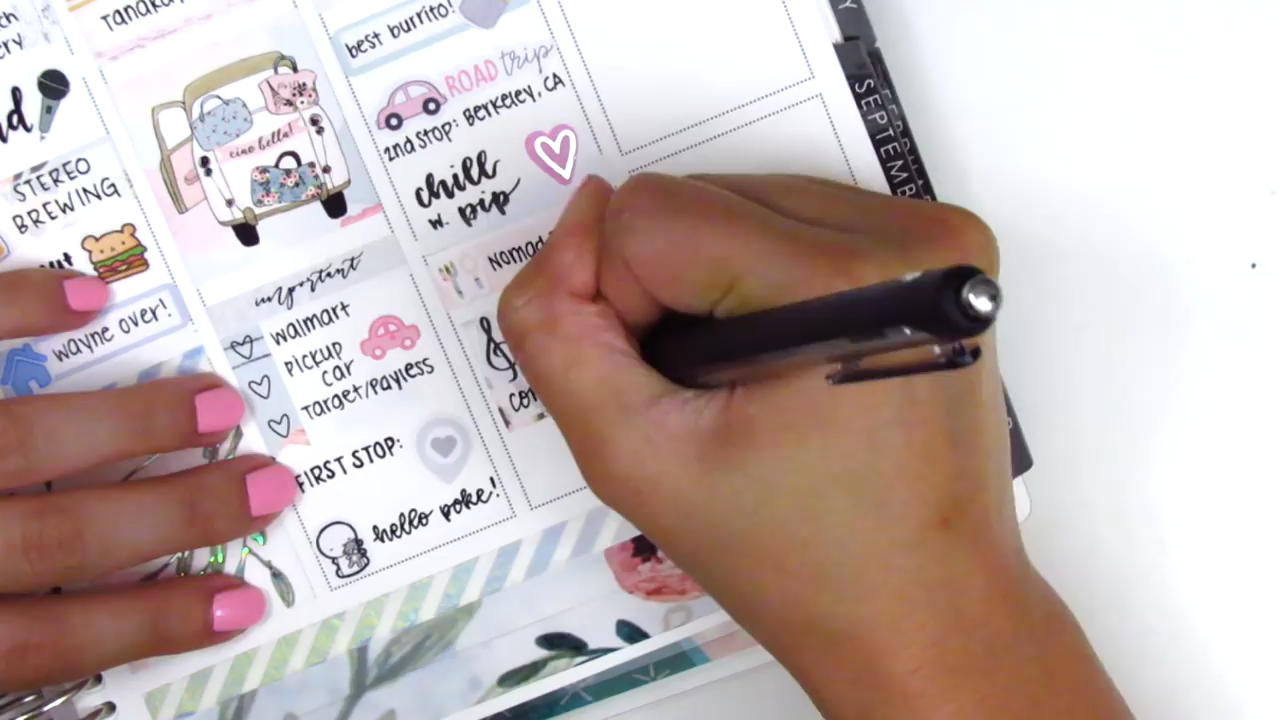 STEREO
BREWING
wayne over!
ciao bella!
important
walmart
pickup
car
Target/Payless
FIRST STOP:
hello poke!
best burrito!
ROAD trip
2nd STOP: Berkeley, CA
chill
w. pip
Nomad
SEPTEMB